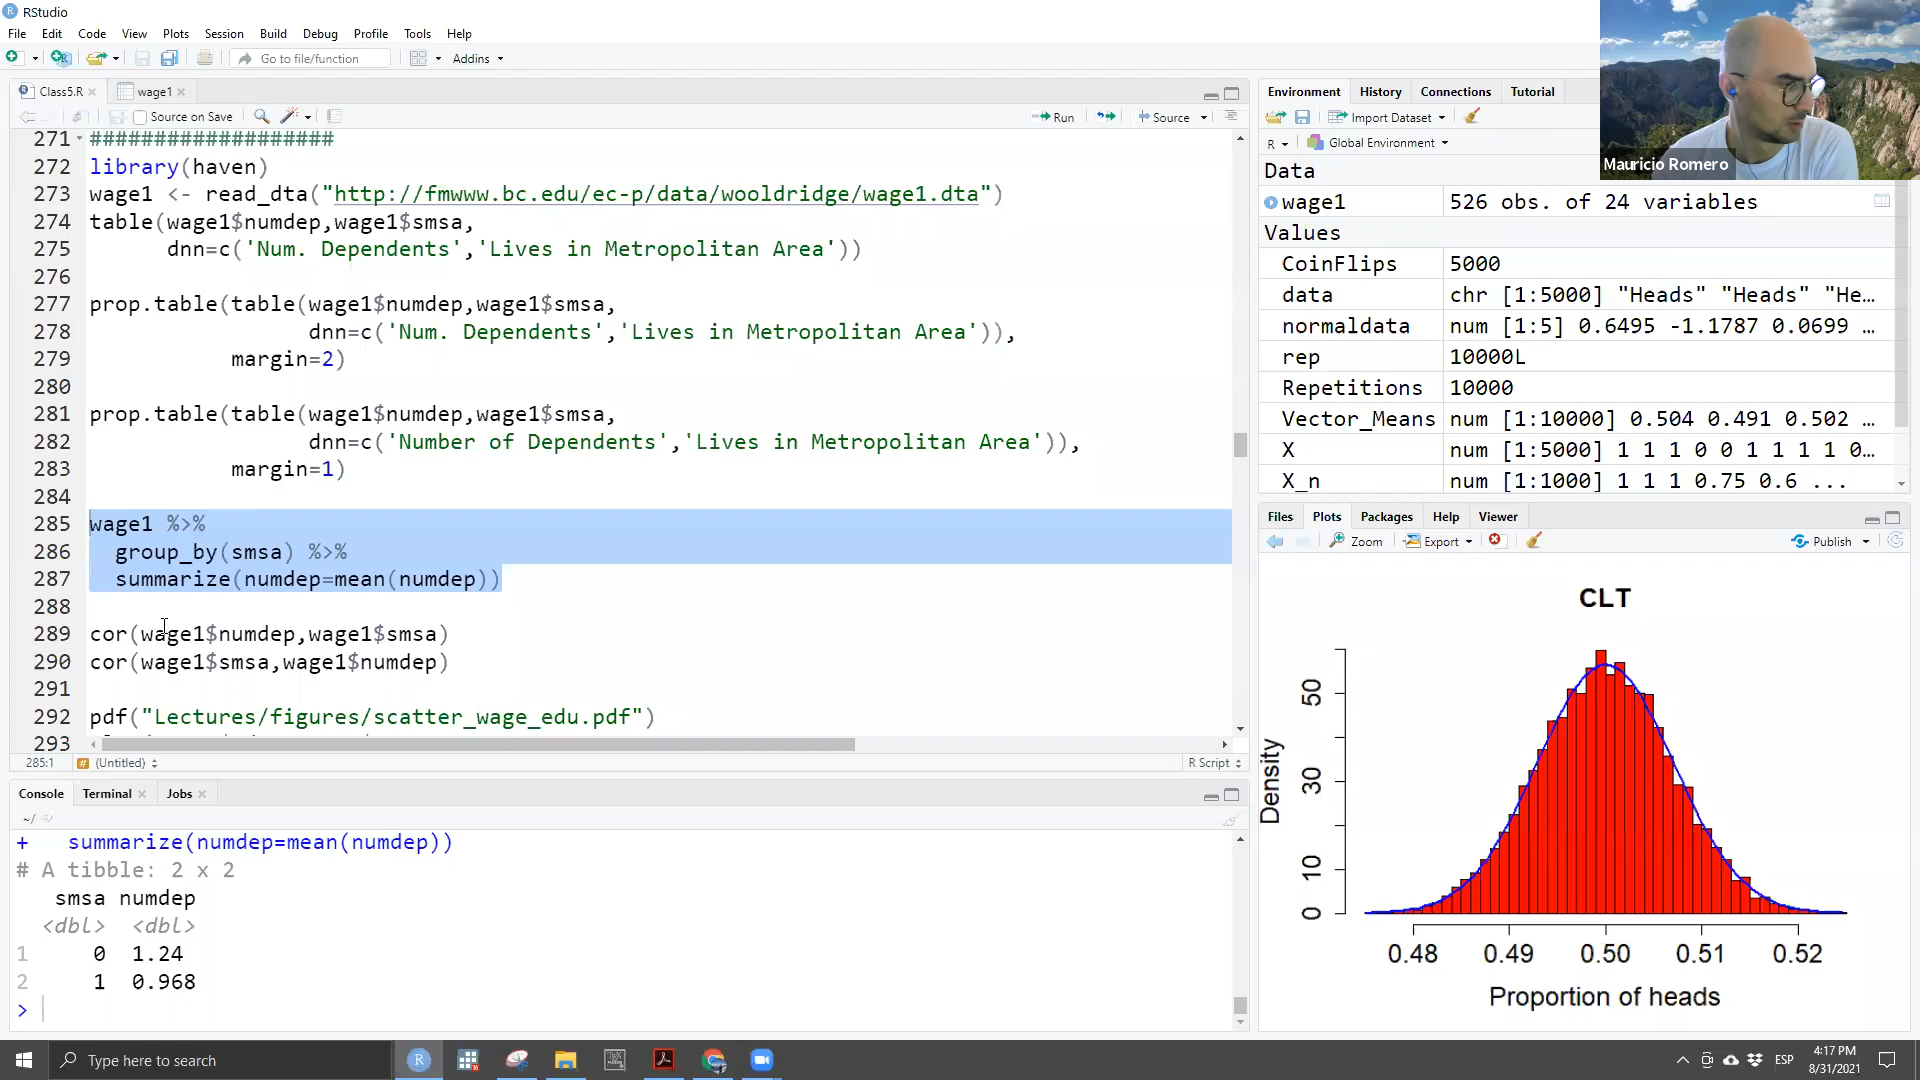 RStudio
File Edit Code View Plots Session Build Debug Profile Tools Help
Go to file/function
Addins
Class5.R
wage1
Source on Save
Run
Source
271 ###################
272 library(haven)
273 wage1 <- read_dta("http://fmwww.bc.edu/ec-p/data/wooldridge/wage1.dta")
274 table(wage1$numdep,wage1$smsa,
275 dnn=c('Num. Dependents','Lives in Metropolitan Area'))
276
277 prop.table(table(wage1$numdep,wage1$smsa,
278 dnn=c('Num. Dependents','Lives in Metropolitan Area')),
279 margin=2)
280
281 prop.table(table(wage1$numdep,wage1$smsa,
282 dnn=c('Number of Dependents','Lives in Metropolitan Area')),
283 margin=1)
284
285 wage1 %>%
286 group_by(smsa) %>%
287 summarize(numdep=mean(numdep))
288
289 cor(wage1$numdep,wage1$smsa)
290 cor(wage1$smsa,wage1$numdep)
291
292 pdf("Lectures/figures/scatter_wage_edu.pdf")
293
285:1 (Untitled) R Script
Console Terminal Jobs
~/
+ summarize(numdep=mean(numdep))
# A tibble: 2 x 2
smsa numdep
<dbl> <dbl>
1 0 1.24
2 1 0.968
>
Environment History Connections Tutorial
Import Dataset
R Global Environment
Data
wage1 526 obs. of 24 variables
Values
CoinFlips 5000
data chr [1:5000] "Heads" "Heads" "He…
normaldata num [1:5] 0.6495 -1.1787 0.0699 …
rep 10000L
Repetitions 10000
Vector_Means num [1:10000] 0.504 0.491 0.502 …
X num [1:5000] 1 1 1 0 0 1 1 1 1 0…
X_n num [1:1000] 1 1 1 0.75 0.6 ...
Mauricio Romero
Files Plots Packages Help Viewer
Zoom Export Publish
CLT
Density
50
30
10
0
0.48 0.49 0.50 0.51 0.52
Proportion of heads
Type here to search
ESP
4:17 PM
8/31/2021